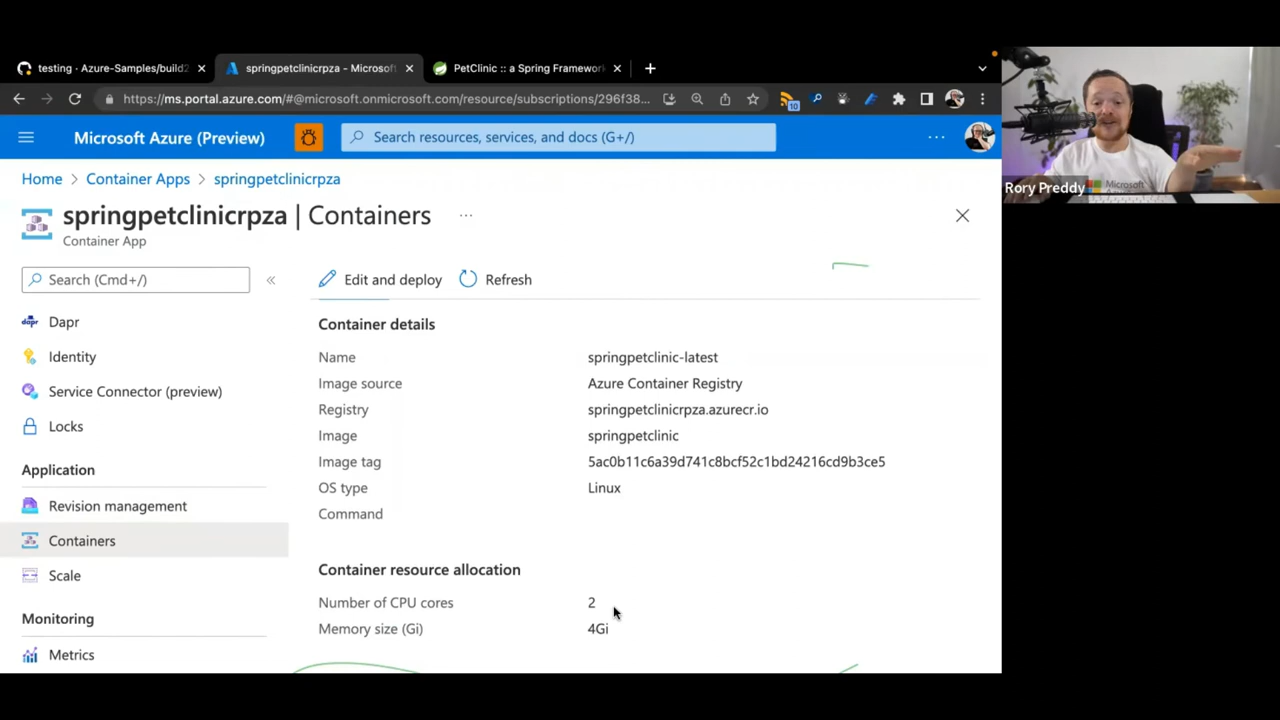 testing · Azure-Samples/build2
springpetclinicrpza - Microsof
PetClinic :: a Spring Framework
https://ms.portal.azure.com/#@microsoft.onmicrosoft.com/resource/subscriptions/296f38...
10
Microsoft Azure (Preview)
Search resources, services, and docs (G+/)
Home > Container Apps > springpetclinicrpza
springpetclinicrpza | Containers
Container App
Search (Cmd+/)
Edit and deploy
Refresh
Dapr
Identity
Service Connector (preview)
Locks
Application
Revision management
Containers
Scale
Monitoring
Metrics
Container details
Name springpetclinic-latest
Image source Azure Container Registry
Registry springpetclinicrpza.azurecr.io
Image springpetclinic
Image tag 5ac0b11c6a39d741c8bcf52c1bd24216cd9b3ce5
OS type Linux
Command
Container resource allocation
Number of CPU cores 2
Memory size (Gi) 4Gi
Rory Preddy
Microsoft